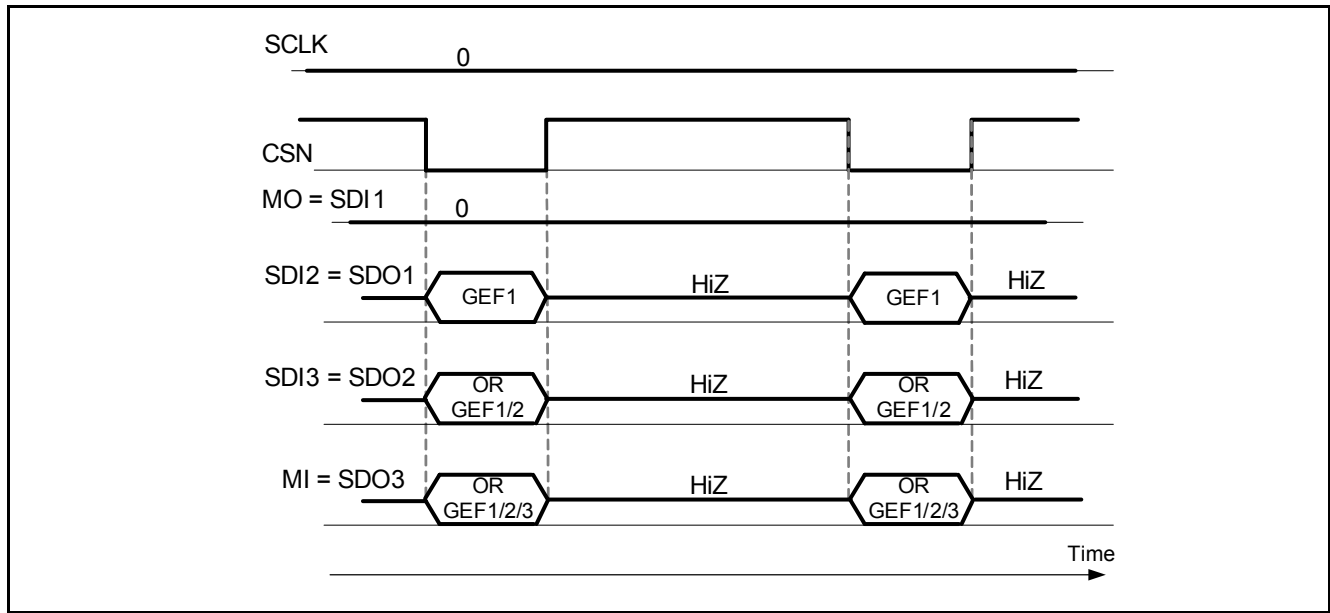 SCLK
0
CSN
MO = SDI1
0
SDI2 = SDO1
GEF1
HiZ
GEF1
HiZ
SDI3 = SDO2
OR
GEF1/2
HiZ
OR
GEF1/2
HiZ
MI = SDO3
OR
GEF1/2/3
HiZ
OR
GEF1/2/3
HiZ
Time